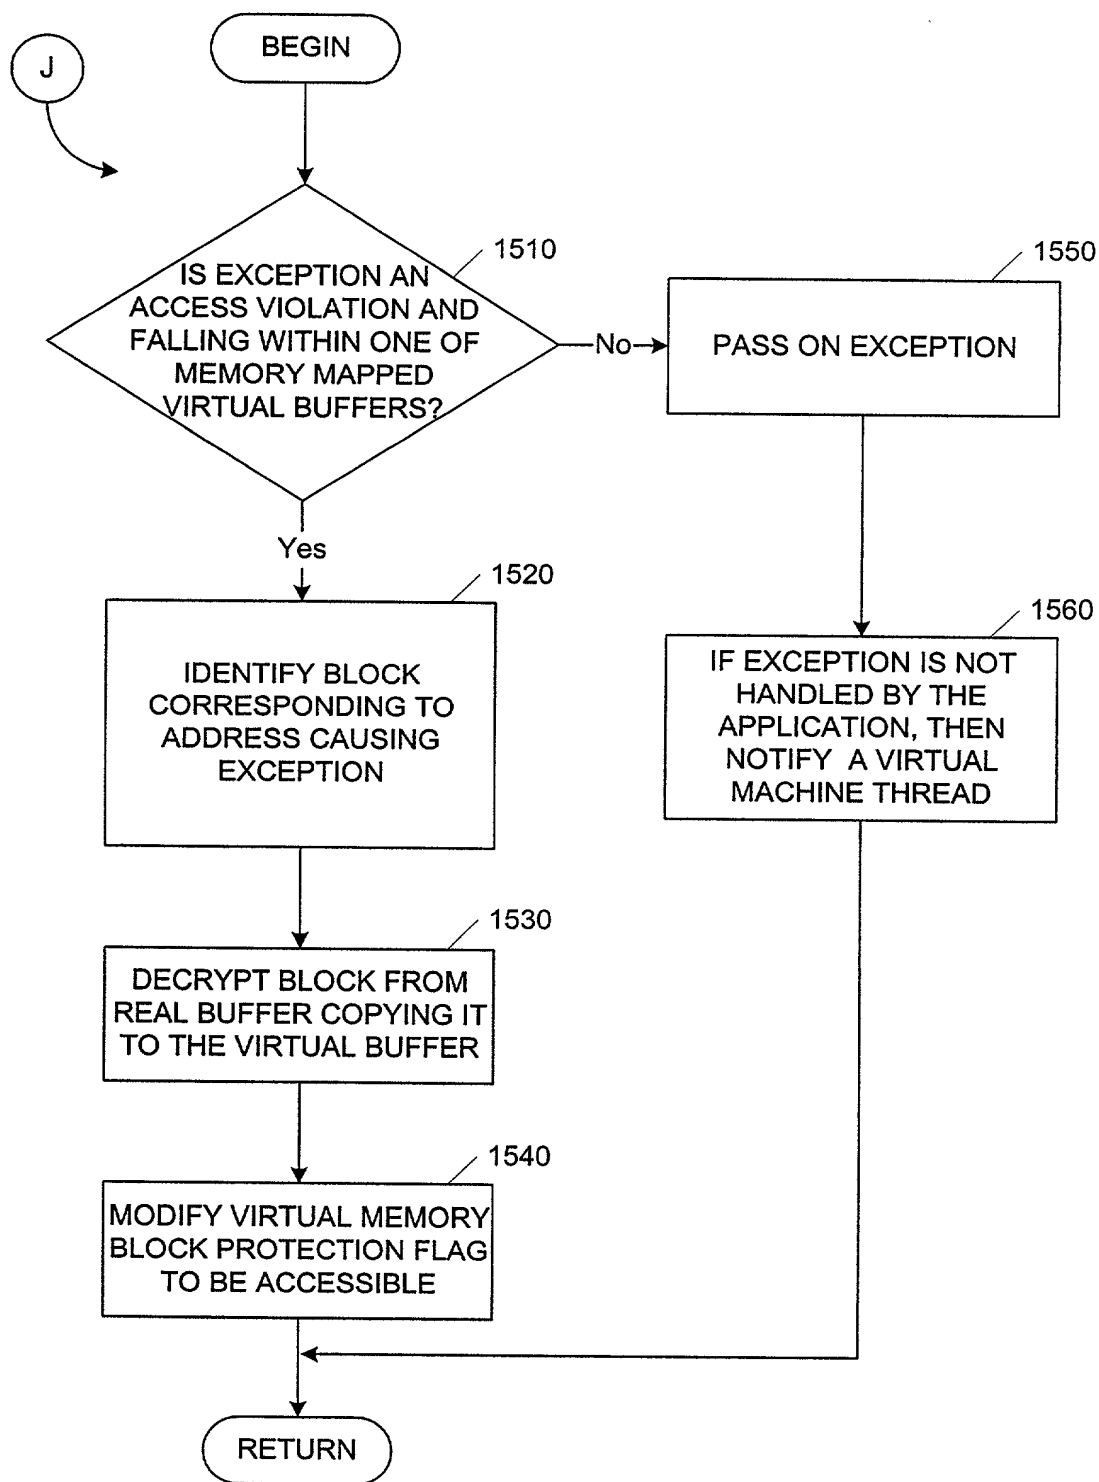 J
BEGIN
1510
IS EXCEPTION AN
ACCESS VIOLATION AND
FALLING WITHIN ONE OF
MEMORY MAPPED
VIRTUAL BUFFERS?
No
1550
PASS ON EXCEPTION
Yes
1520
IDENTIFY BLOCK
CORRESPONDING TO
ADDRESS CAUSING
EXCEPTION
1560
IF EXCEPTION IS NOT
HANDLED BY THE
APPLICATION, THEN
NOTIFY A VIRTUAL
MACHINE THREAD
1530
DECRYPT BLOCK FROM
REAL BUFFER COPYING IT
TO THE VIRTUAL BUFFER
1540
MODIFY VIRTUAL MEMORY
BLOCK PROTECTION FLAG
TO BE ACCESSIBLE
RETURN